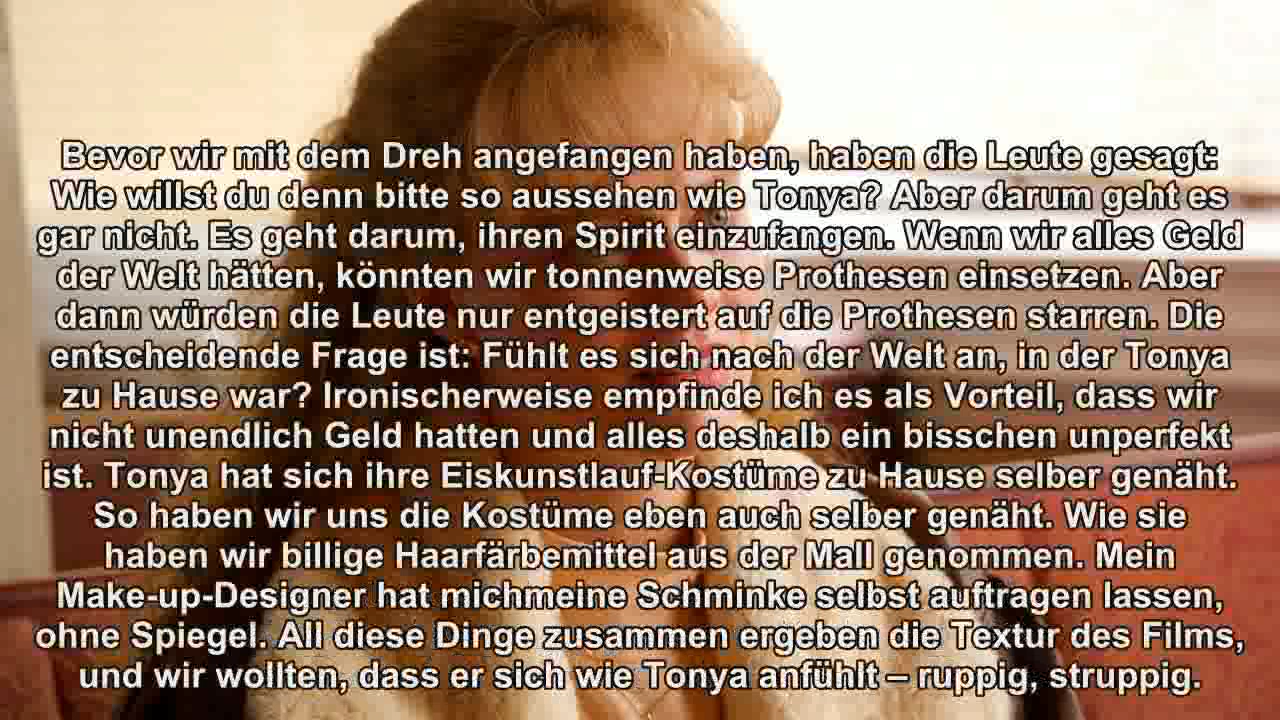 Bevor wir mit dem Dreh angefangen haben, haben die Leute gesagt:
Wie willst du denn bitte so aussehen wie Tonya? Aber darum geht es
gar nicht. Es geht darum, ihren Spirit einzufangen. Wenn wir alles Geld
der Welt hätten, könnten wir tonnenweise Prothesen einsetzen. Aber
dann würden die Leute nur entgeistert auf die Prothesen starren. Die
entscheidende Frage ist: Fühlt es sich nach der Welt an, in der Tonya
zu Hause war? Ironischerweise empfinde ich es als Vorteil, dass wir
nicht unendlich Geld hatten und alles deshalb ein bisschen unperfekt
ist. Tonya hat sich ihre Eiskunstlauf-Kostüme zu Hause selber genäht.
So haben wir uns die Kostüme eben auch selber genäht. Wie sie
haben wir billige Haarfärbemittel aus der Mall genommen. Mein
Make-up-Designer hat michmeine Schminke selbst auftragen lassen,
ohne Spiegel. All diese Dinge zusammen ergeben die Textur des Films,
und wir wollten, dass er sich wie Tonya anfühlt – ruppig, struppig.